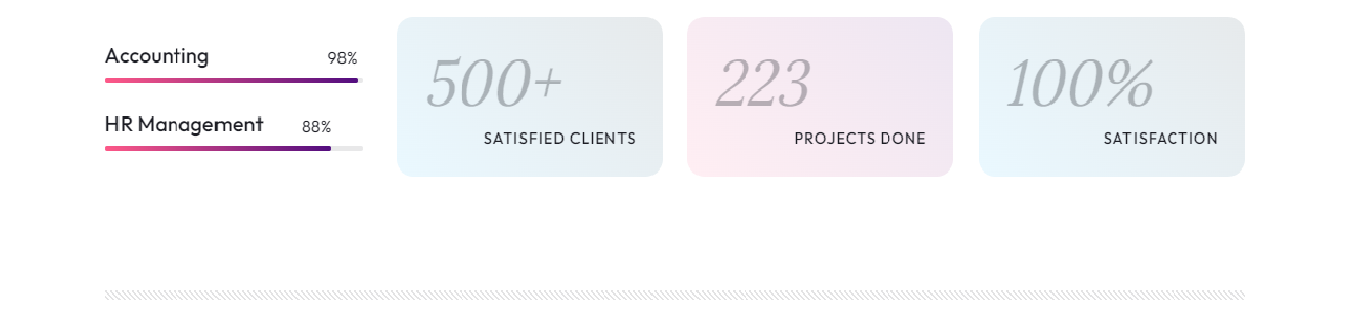 Accounting 98%
HR Management 88%
500+
SATISFIED CLIENTS
223
PROJECTS DONE
100%
SATISFACTION